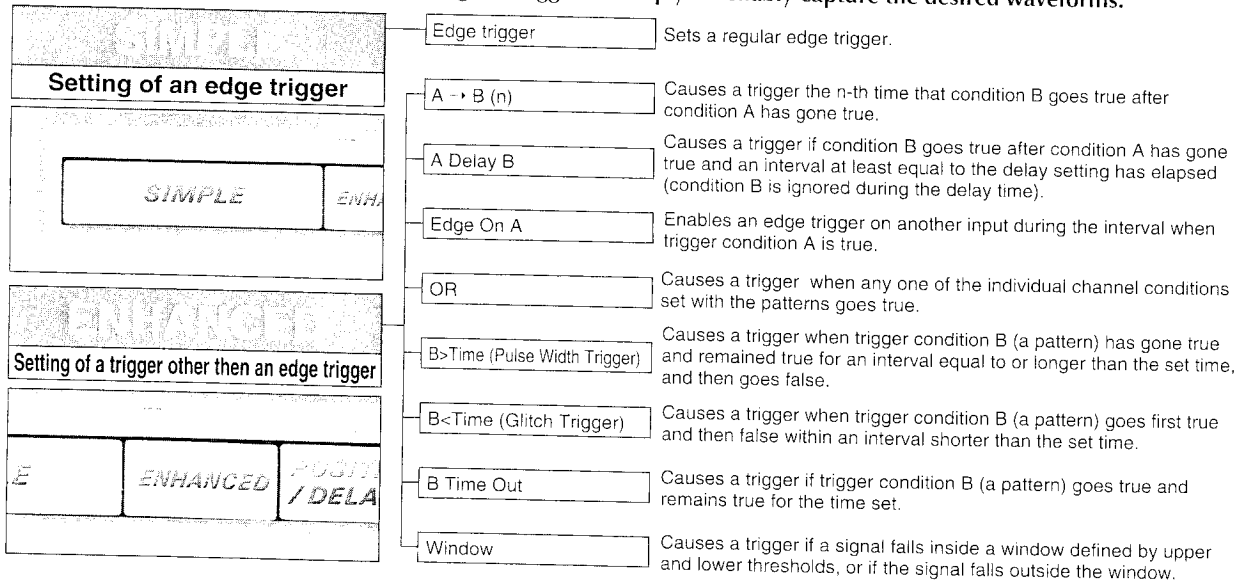 capture the desired waveforms.
SIMPLE
Setting of an edge trigger
SIMPLE
Edge trigger
Sets a regular edge trigger.
ENHANCED
Setting of a trigger other then an edge trigger
E
ENHANCED
/ DELA
A → B (n)
Causes a trigger the n-th time that condition B goes true after
condition A has gone true.
A Delay B
Causes a trigger if condition B goes true after condition A has gone
true and an interval at least equal to the delay setting has elapsed
(condition B is ignored during the delay time).
Edge On A
Enables an edge trigger on another input during the interval when
trigger condition A is true.
OR
Causes a trigger when any one of the individual channel conditions
set with the patterns goes true.
B>Time (Pulse Width Trigger)
Causes a trigger when trigger condition B (a pattern) has gone true
and remained true for an interval equal to or longer than the set time,
and then goes false.
B<Time (Glitch Trigger)
Causes a trigger when trigger condition B (a pattern) goes first true
and then false within an interval shorter than the set time.
B Time Out
Causes a trigger if trigger condition B (a pattern) goes true and
remains true for the time set.
Window
Causes a trigger if a signal falls inside a window defined by upper
and lower thresholds, or if the signal falls outside the window.